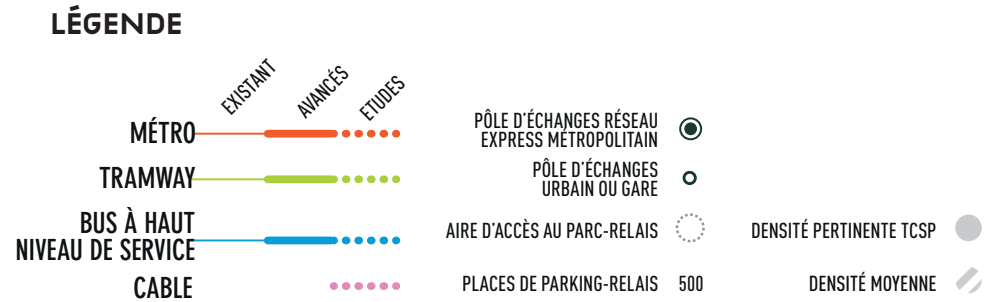 LÉGENDE
EXISTANT
AVANCÉS
ETUDES
MÉTRO
TRAMWAY
BUS À HAUT
NIVEAU DE SERVICE
CABLE
PÔLE D'ÉCHANGES RÉSEAU
EXPRESS MÉTROPOLITAIN
PÔLE D'ÉCHANGES
URBAIN OU GARE
AIRE D'ACCÈS AU PARC-RELAIS
PLACES DE PARKING-RELAIS 500
DENSITÉ PERTINENTE TCSP
DENSITÉ MOYENNE